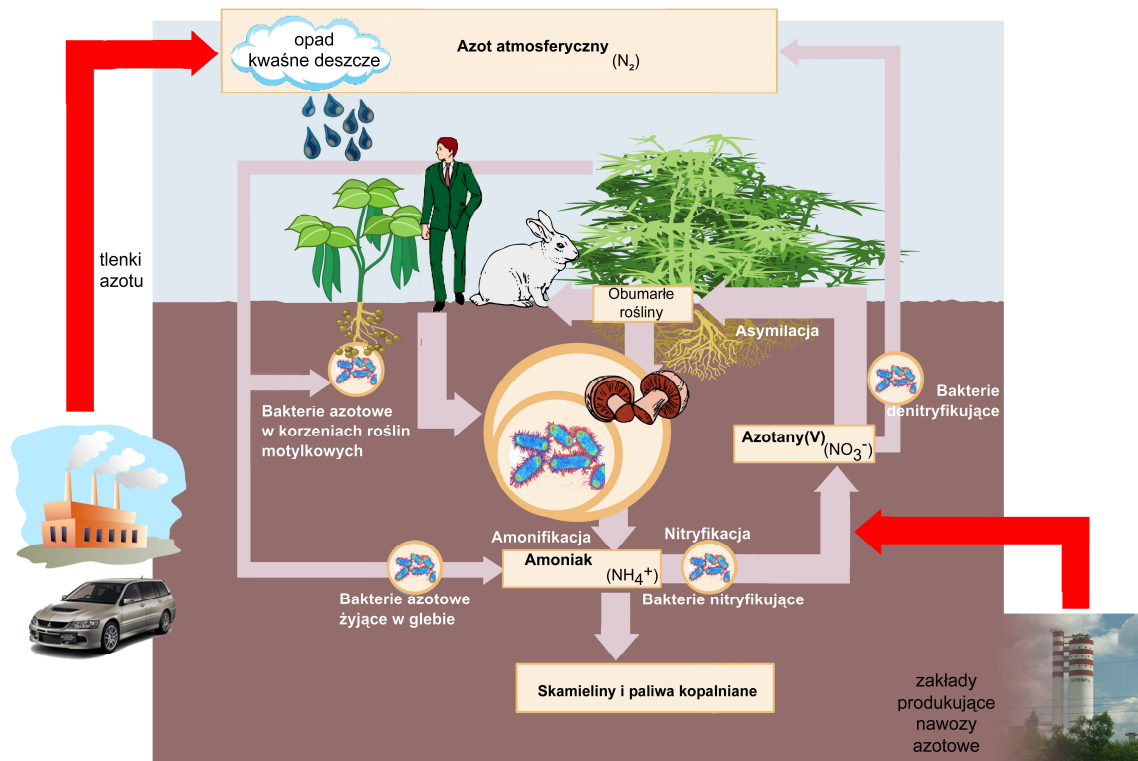 opad
kwaśne deszcze
Azot atmosferyczny
(N₂)
tlenki
azotu
Obumarłe
rośliny
Asymilacja
Bakterie azotowe
w korzeniach roślin
motylkowych
Bakterie
denitryfikujące
Azotany(V)
(NO₃⁻)
Amonifikacja
Nitryfikacja
Amoniak
(NH₄⁺)
Bakterie azotowe
żyjące w glebie
Bakterie nitryfikujące
Skamieliny i paliwa kopalniane
zakłady
produkujące
nawozy
azotowe